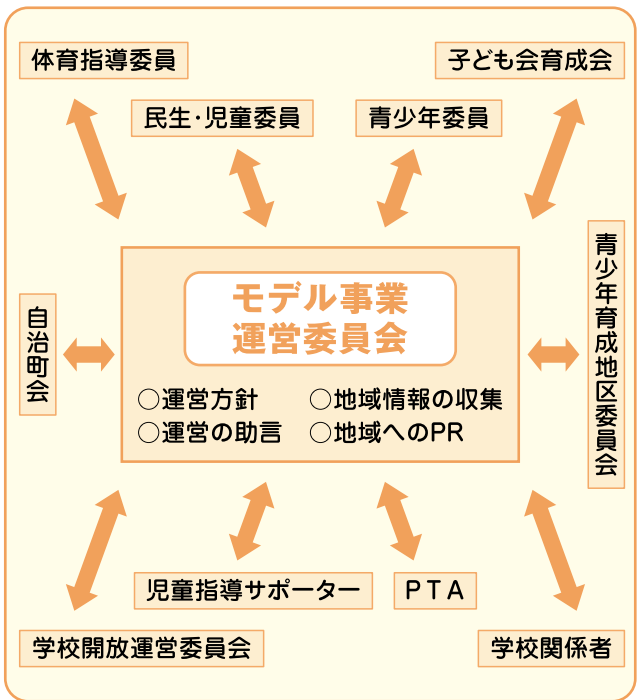 体育指導委員
子ども会育成会
民生・児童委員
青少年委員
青少年育成地区委員会
自治町会
モデル事業
運営委員会
○運営方針
○地域情報の収集
○運営の助言
○地域へのPR
児童指導サポーター
PTA
学校開放運営委員会
学校関係者